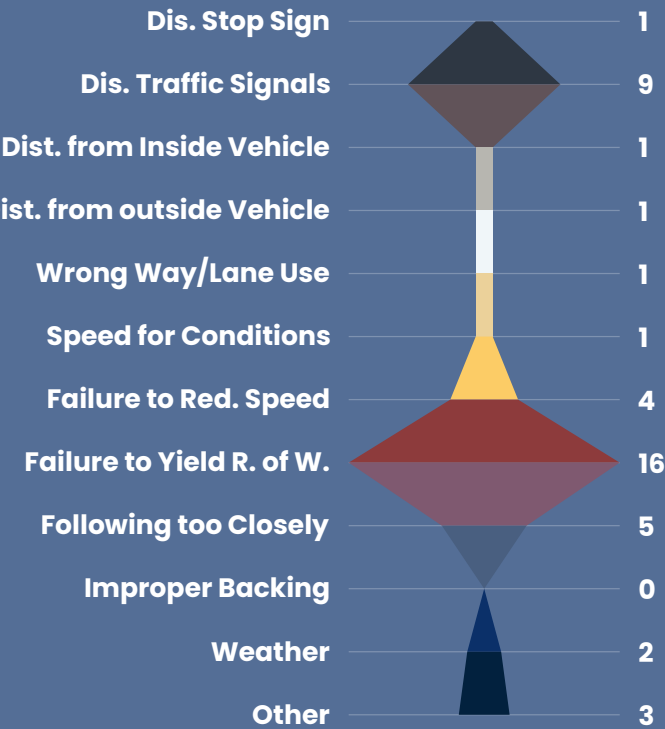 Dis. Stop Sign 1
Dis. Traffic Signals 9
Dist. from Inside Vehicle 1
ist. from outside Vehicle 1
Wrong Way/Lane Use 1
Speed for Conditions 1
Failure to Red. Speed 4
Failure to Yield R. of W. 16
Following too Closely 5
Improper Backing 0
Weather 2
Other 3